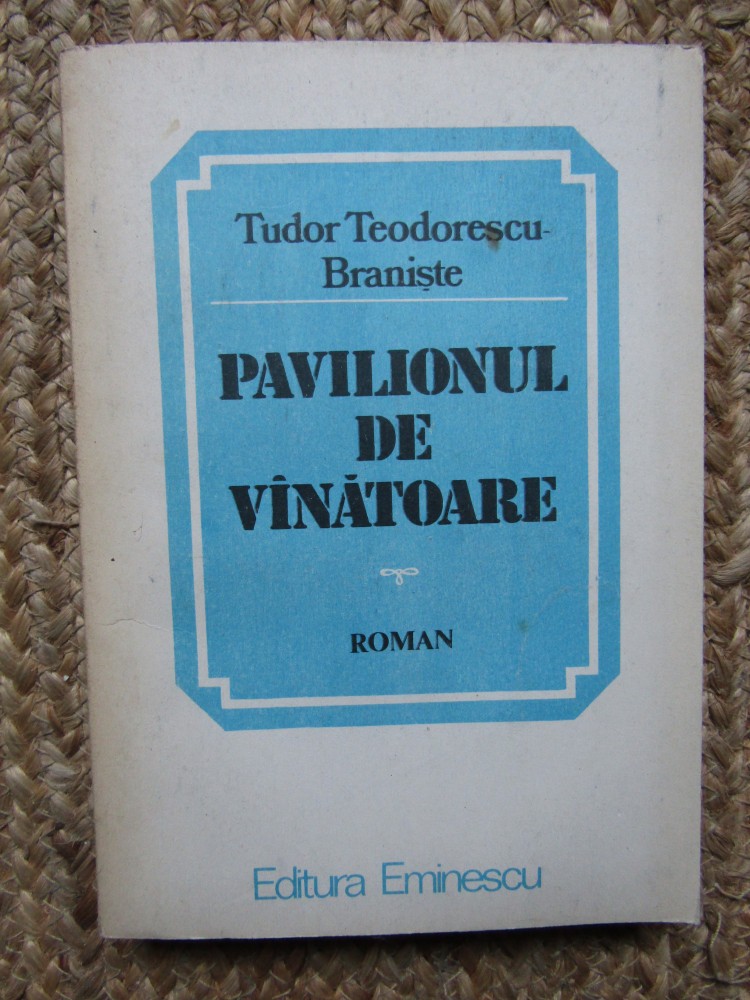 Tudor Teodorescu-
Braniște
PAVILIONUL
DE
VÎNĂTOARE
ROMAN
Editura Eminescu